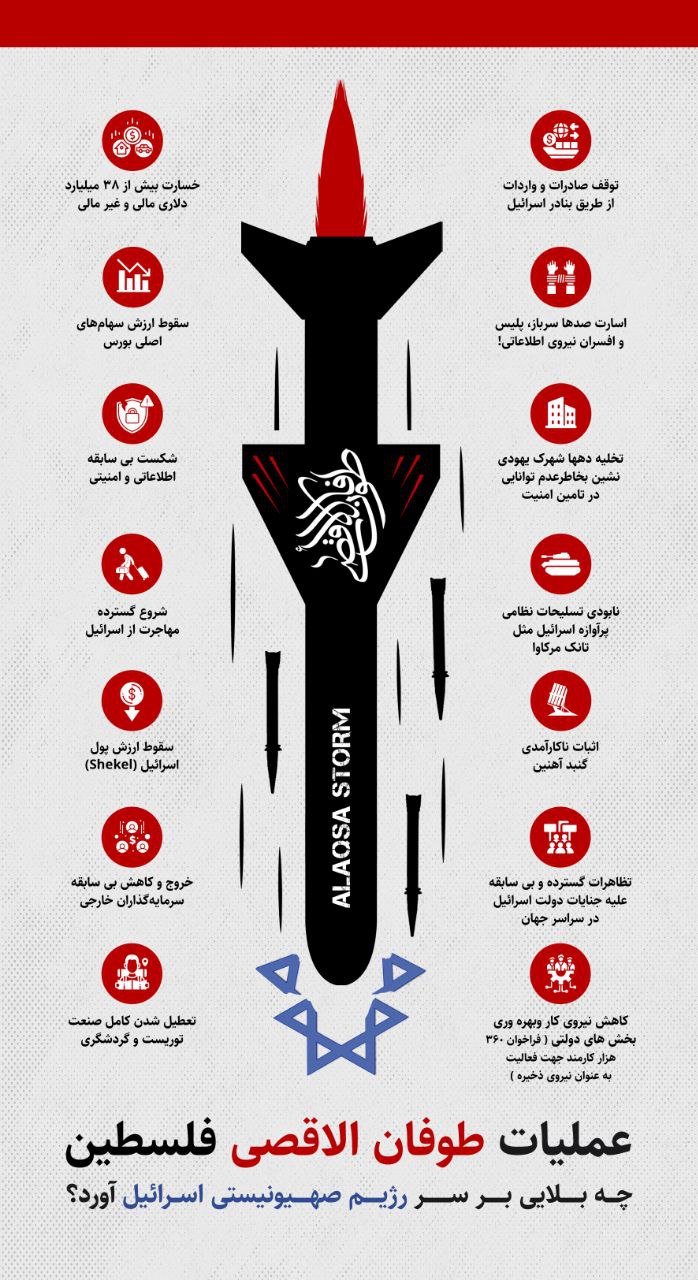 توقف صادرات و واردات
از طریق بنادر اسرائیل
خسارت بیش از ۳۸ میلیارد
دلاری مالی و غیر مالی
اسارت صدها سرباز، پلیس
و افسران نیروی اطلاعاتی!
سقوط ارزش سهام‌های
اصلی بورس
تخلیه دهها شهرک یهودی
نشین بخاطرعدم توانایی
در تامین امنیت
شکست بی سابقه
اطلاعاتی و امنیتی
طوفان الاقصی
نابودی تسلیحات نظامی
پرآوازه اسرائیل مثل
تانک مرکاوا
شروع گسترده
مهاجرت از اسرائیل
اثبات ناکارآمدی
گنبد آهنین
سقوط ارزش پول
اسرائیل (Shekel)
ALAQSA STORM
تظاهرات گسترده و بی سابقه
علیه جنایات دولت اسرائیل
در سراسر جهان
خروج و کاهش بی سابقه
سرمایه‌گذاران خارجی
کاهش نیروی کار وبهره وری
بخش های دولتی ( فراخوان ۳۶۰
هزار کارمند جهت فعالیت
به عنوان نیروی ذخیره )
تعطیل شدن کامل صنعت
توریست و گردشگری
عملیات طوفان الاقصی فلسطین
چه بلایی بر سر رژیم صهیونیستی اسرائیل آورد؟